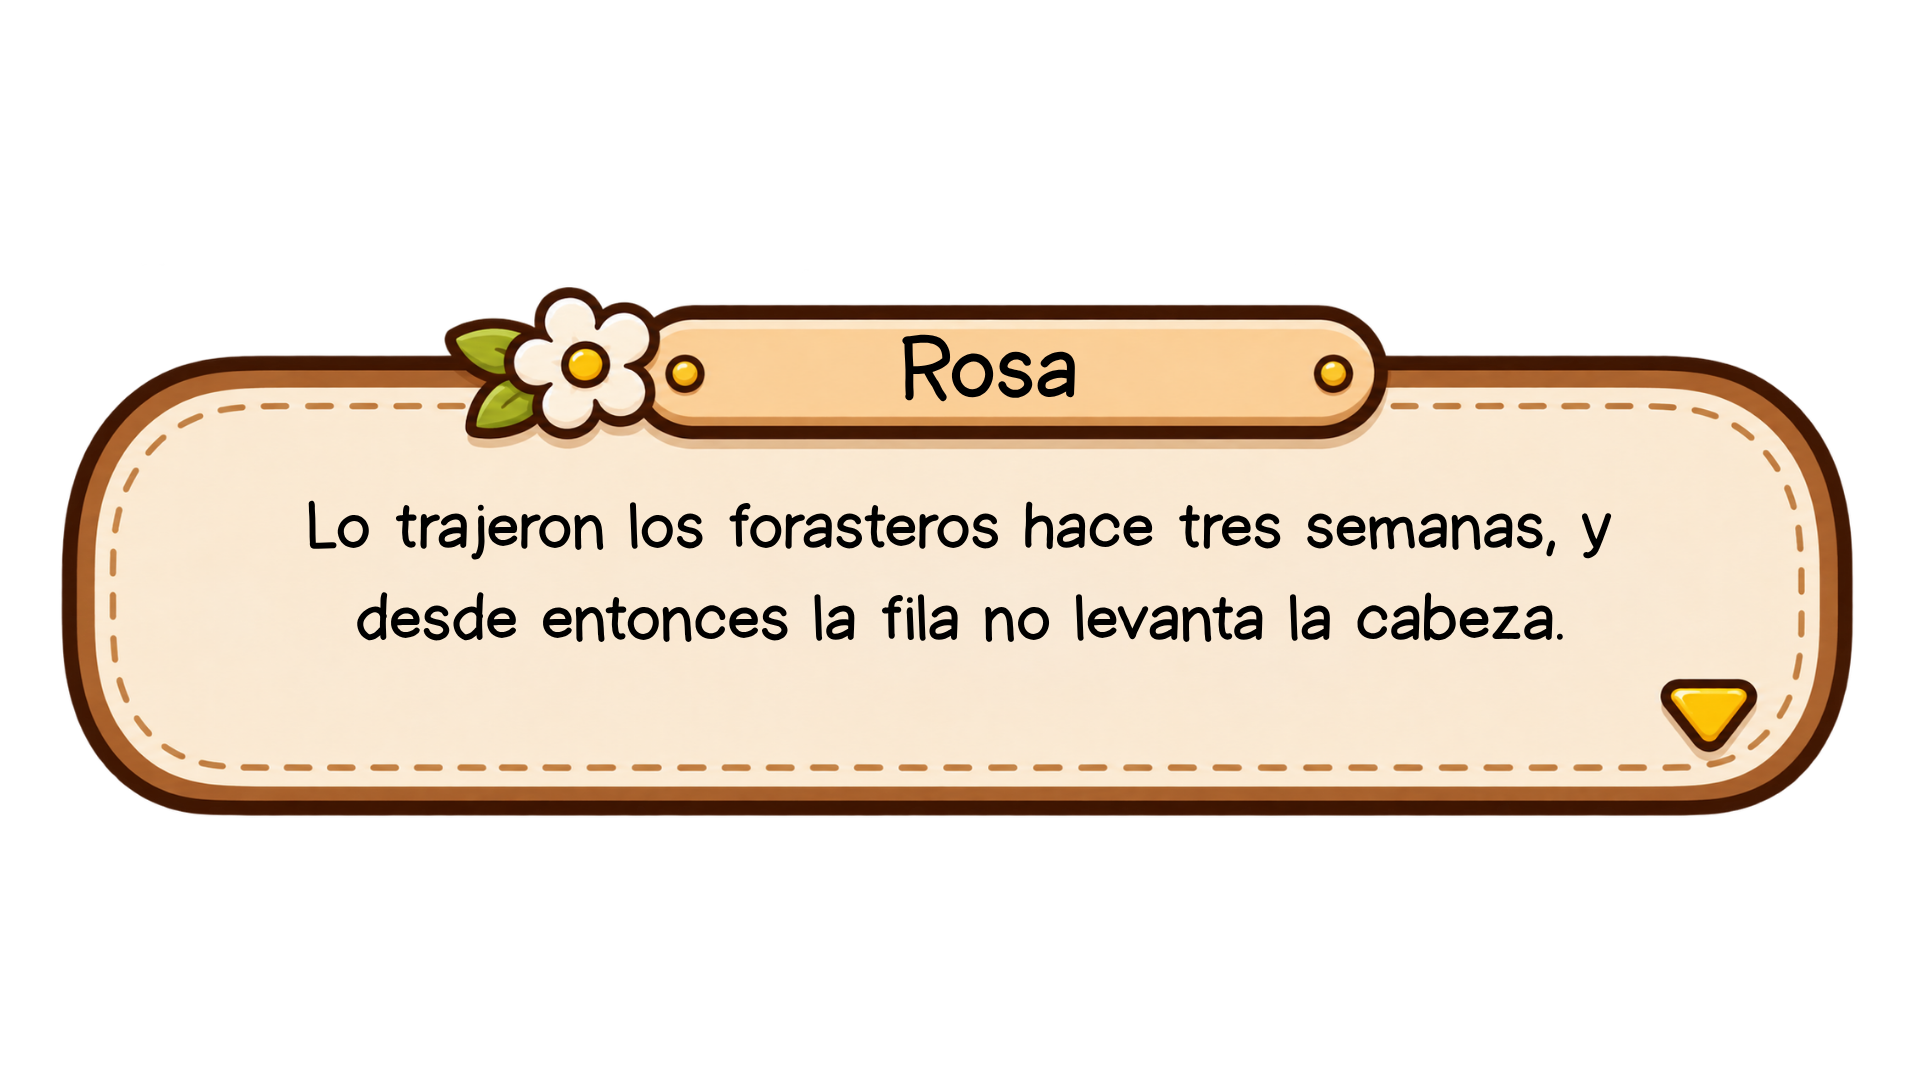 Rosa
Lo trajeron los forasteros hace tres semanas, y
desde entonces la fila no levanta la cabeza.